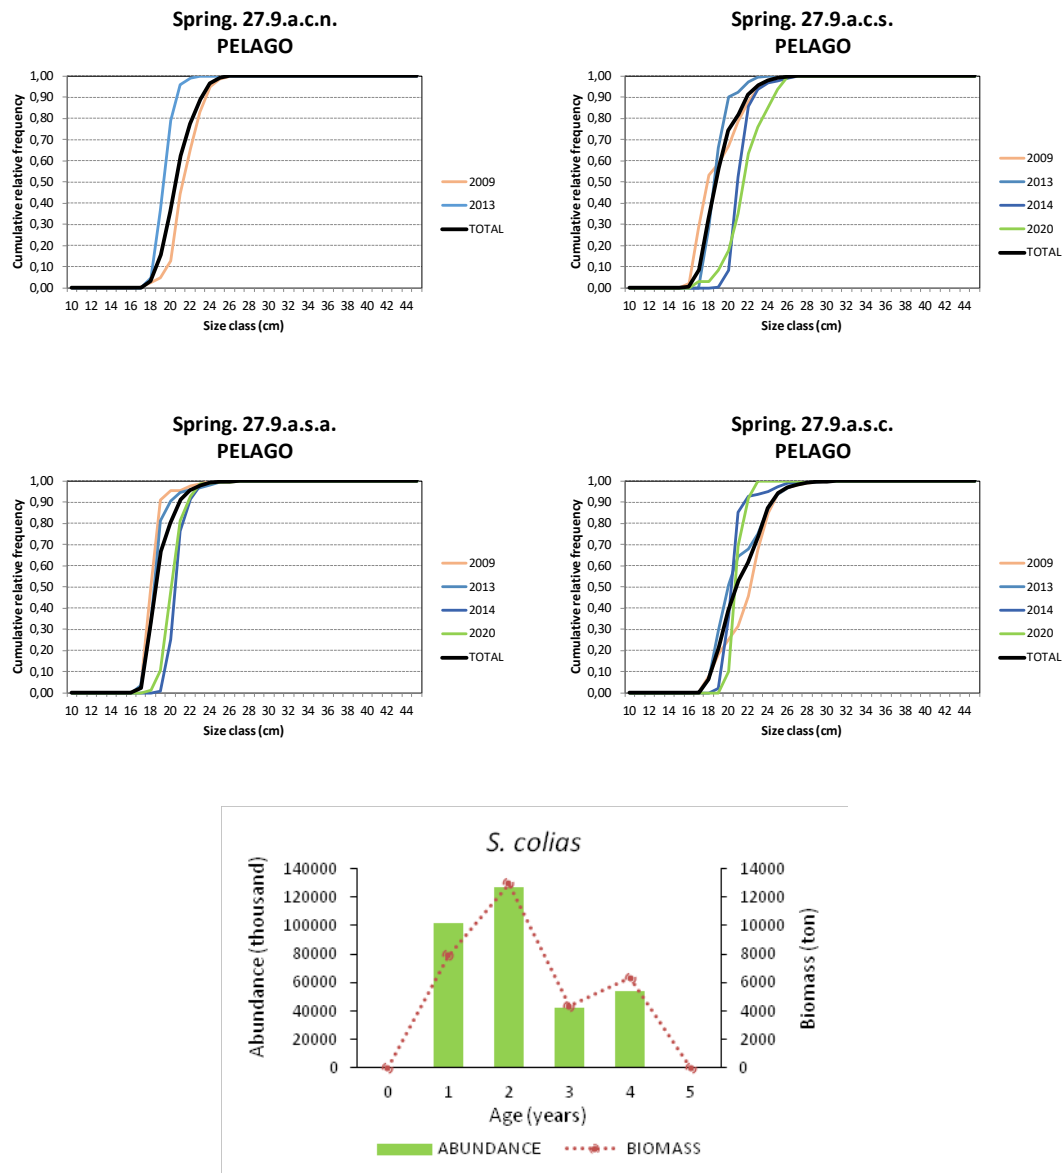 Spring. 27.9.a.c.n.
PELAGO
Cumulative relative frequency
1,00
0,90
0,80
0,70
0,60
0,50
0,40
0,30
0,20
0,10
0,00
10 12 14 16 18 20 22 24 26 28 30 32 34 36 38 40 42 44
Size class (cm)
2009
2013
TOTAL
Spring. 27.9.a.c.s.
PELAGO
Cumulative relative frequency
1,00
0,90
0,80
0,70
0,60
0,50
0,40
0,30
0,20
0,10
0,00
10 12 14 16 18 20 22 24 26 28 30 32 34 36 38 40 42 44
Size class (cm)
2009
2013
2014
2020
TOTAL
Spring. 27.9.a.s.a.
PELAGO
Cumulative relative frequency
1,00
0,90
0,80
0,70
0,60
0,50
0,40
0,30
0,20
0,10
0,00
10 12 14 16 18 20 22 24 26 28 30 32 34 36 38 40 42 44
Size class (cm)
2009
2013
2014
2020
TOTAL
Spring. 27.9.a.s.c.
PELAGO
Cumulative relative frequency
1,00
0,90
0,80
0,70
0,60
0,50
0,40
0,30
0,20
0,10
0,00
10 12 14 16 18 20 22 24 26 28 30 32 34 36 38 40 42 44
Size class (cm)
2009
2013
2014
2020
TOTAL
S. colias
Abundance (thousand)
140000
120000
100000
80000
60000
40000
20000
0
14000
12000
10000
8000
6000
4000
2000
0
Biomass (ton)
0 1 2 3 4 5
Age (years)
ABUNDANCE BIOMASS